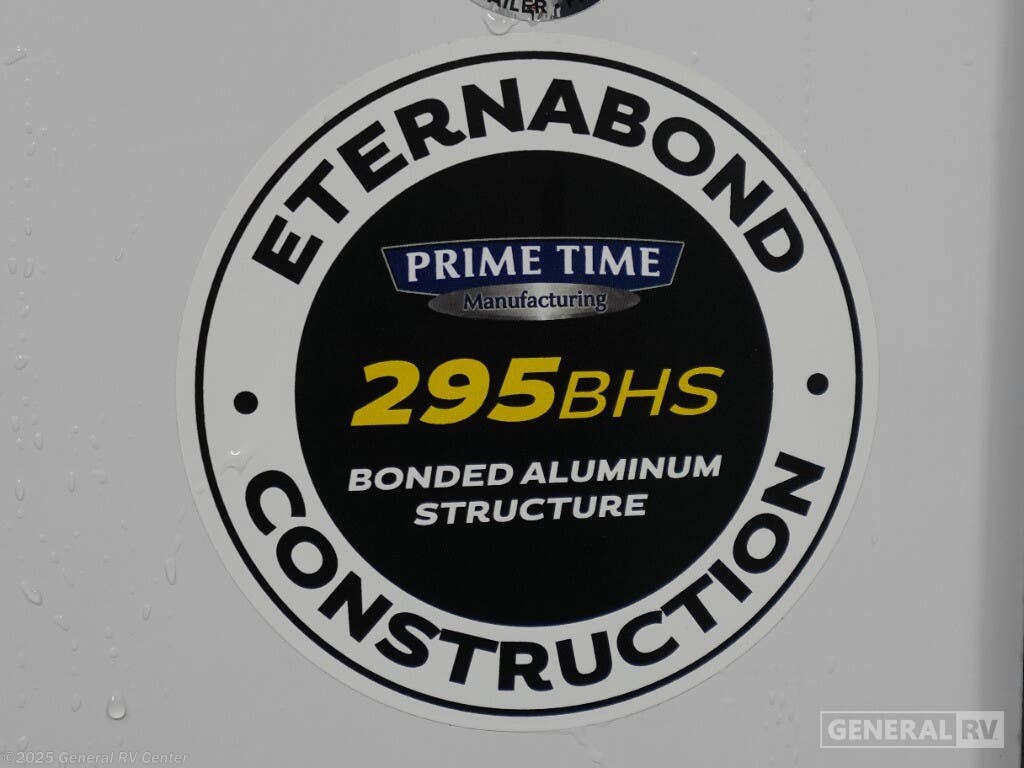 ETERNABOND
PRIME TIME
Manufacturing
295BHS
BONDED ALUMINUM
STRUCTURE
CONSTRUCTION
GENERAL RV
©2025 General RV Center